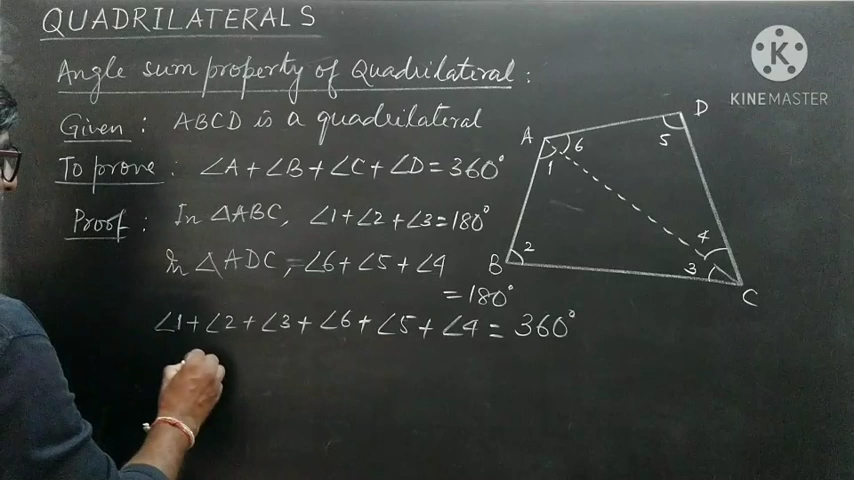 QUADRILATERALS
Angle sum property of Quadrilateral :
Given : ABCD is a quadrilateral
To prove : ∠A + ∠B + ∠C + ∠D = 360°
Proof : In △ABC, ∠1 + ∠2 + ∠3 = 180°
In △ADC, ∠6 + ∠5 + ∠4
= 180°
∠1 + ∠2 + ∠3 + ∠6 + ∠5 + ∠4 = 360°
A
D
B
C
1
6
5
2
4
3
KINEMASTER